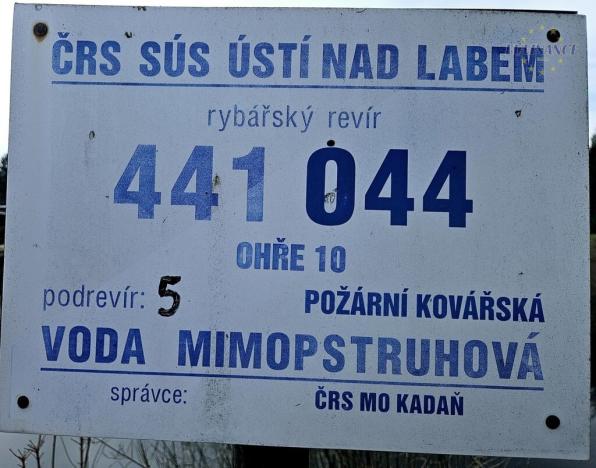 ČRS SÚS ÚSTÍ NAD LABEM
rybářský revír
441 044
OHŘE 10
podrevír: 5 POŽÁRNÍ KOVÁŘSKÁ
VODA MIMOPSTRUHOVÁ
správce: ČRS MO KADAŇ